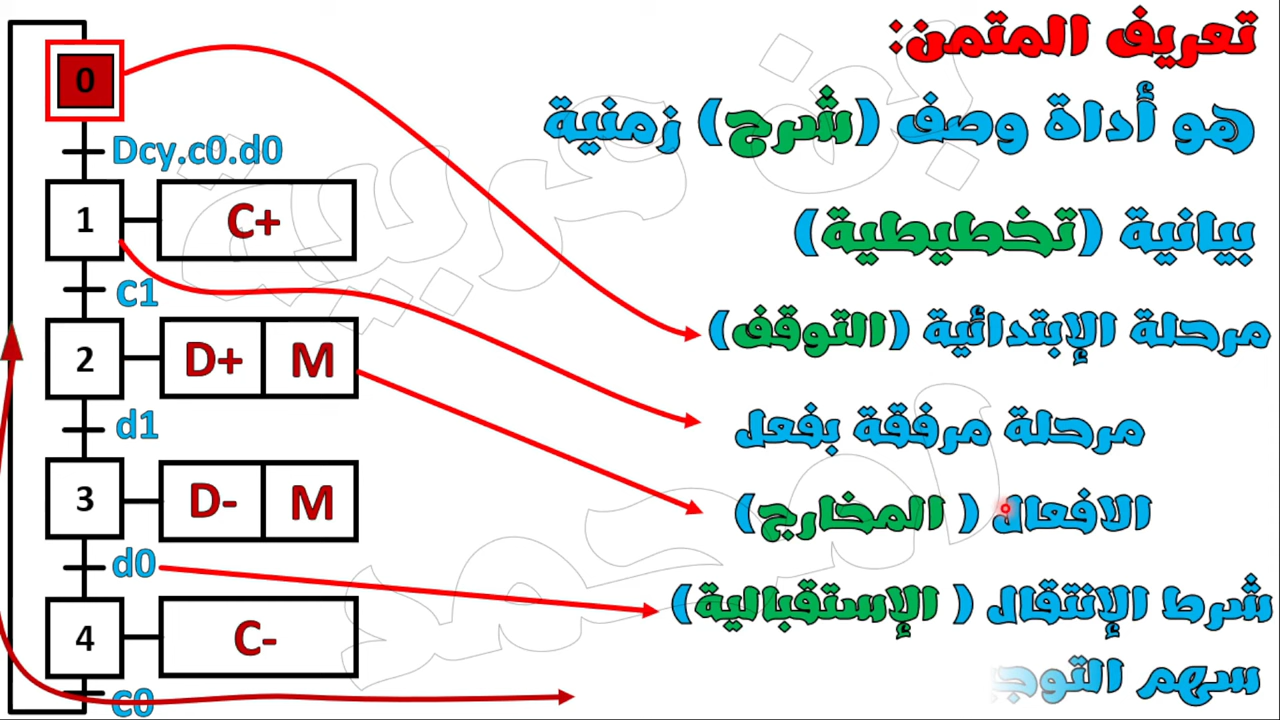 تعريف المتمن:
هو أداة وصف (شرح) زمنية
بيانية (تخطيطية)
مرحلة الإبتدائية (التوقف)
مرحلة مرفقة بفعل
الافعال ( المخارج)
شرط الإنتقال ( الإستقبالية)
سهم
0
Dcy.c0.d0
1 C+
c1
2 D+ M
d1
3 D- M
d0
4 C-
c0